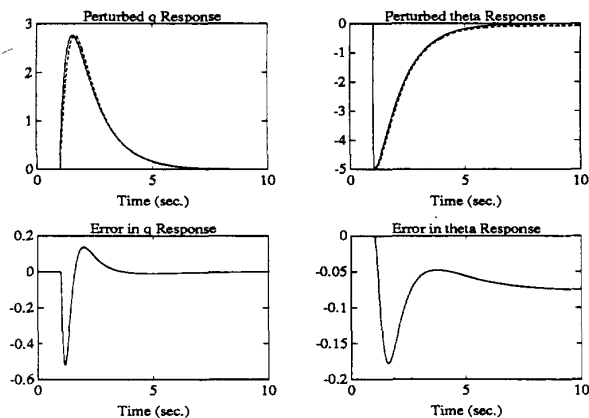 Perturbed q Response
3
2
1
0
0 5 10
Time (sec.)
Perturbed theta Response
0
-1
-2
-3
-4
-5
0 5 10
Time (sec.)
Error in q Response
0.2
0
-0.2
-0.4
-0.6
0 5 10
Time (sec.)
Error in theta Response
0
-0.05
-0.1
-0.15
-0.2
0 5 10
Time (sec.)